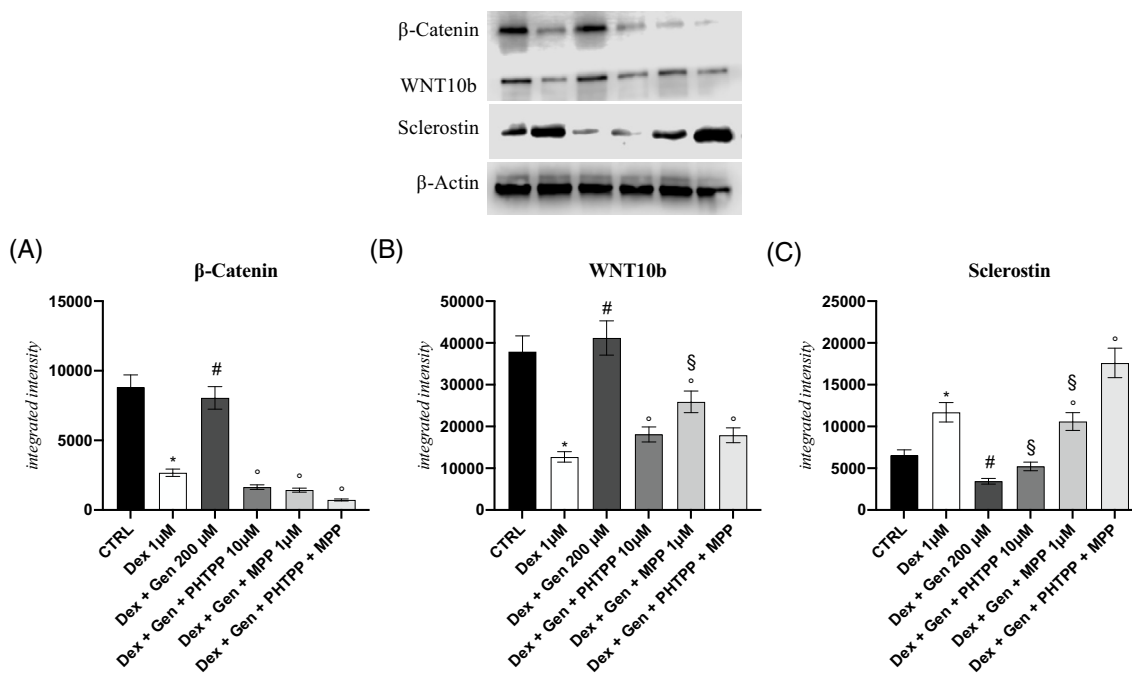 β-Catenin
WNT10b
Sclerostin
β-Actin
(A)
β-Catenin
integrated intensity
15000
10000
5000
0
*
#
°
°
°
CTRL
Dex 1μM
Dex + Gen 200 μM
Dex + Gen + PHTPP 10μM
Dex + Gen + MPP 1μM
Dex + Gen + PHTPP + MPP
(B)
WNT10b
integrated intensity
50000
40000
30000
20000
10000
0
*
#
°
§
°
°
CTRL
Dex 1μM
Dex + Gen 200 μM
Dex + Gen + PHTPP 10μM
Dex + Gen + MPP 1μM
Dex + Gen + PHTPP + MPP
(C)
Sclerostin
integrated intensity
25000
20000
15000
10000
5000
0
*
#
§
§
°
°
CTRL
Dex 1μM
Dex + Gen 200 μM
Dex + Gen + PHTPP 10μM
Dex + Gen + MPP 1μM
Dex + Gen + PHTPP + MPP